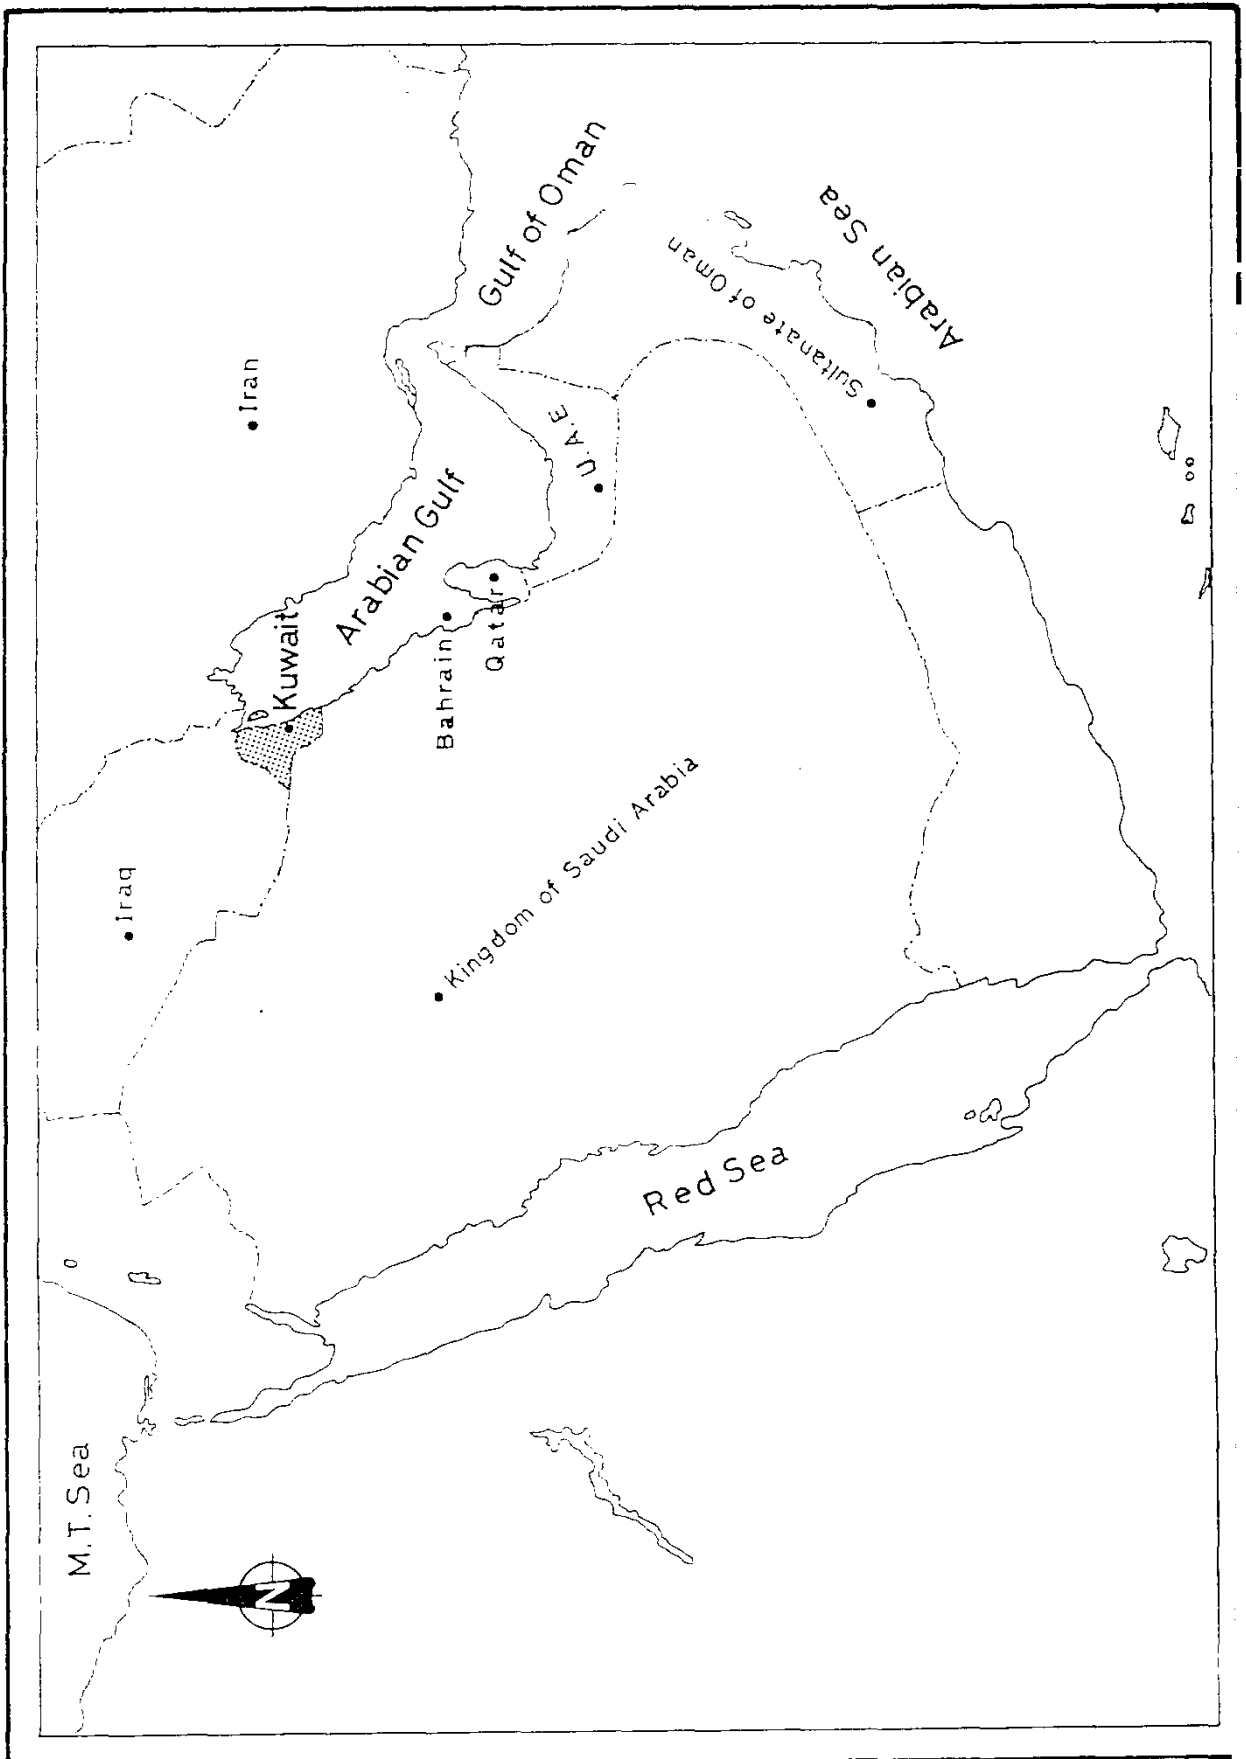 M.T. Sea
N
Iraq
Iran
Kuwait
Arabian Gulf
Gulf of Oman
Bahrain
Qatar
U.A.E
Kingdom of Saudi Arabia
Sultanate of Oman
Arabian Sea
Red Sea